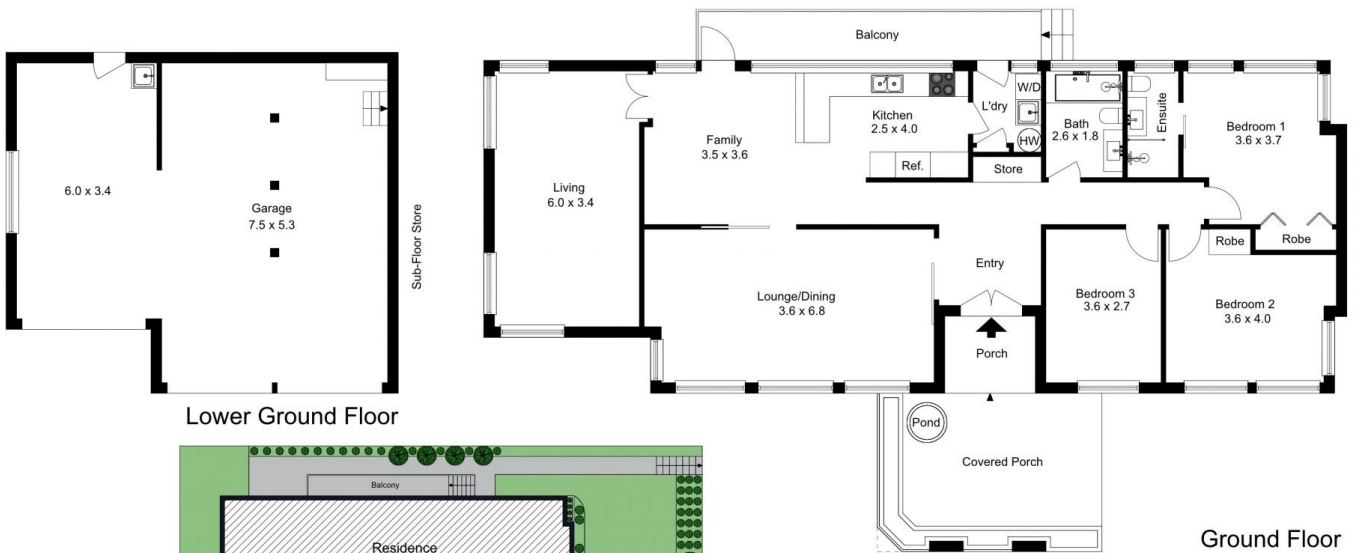 Balcony
W/D
L'dry
HW
Kitchen
2.5 x 4.0
Ref.
Family
3.5 x 3.6
Bath
2.6 x 1.8
Ensuite
Bedroom 1
3.6 x 3.7
Store
Robe
Robe
Living
6.0 x 3.4
Lounge/Dining
3.6 x 6.8
Entry
Bedroom 3
3.6 x 2.7
Bedroom 2
3.6 x 4.0
Porch
Pond
Covered Porch
Ground Floor
6.0 x 3.4
Garage
7.5 x 5.3
Sub-Floor Store
Lower Ground Floor
Balcony
Residence